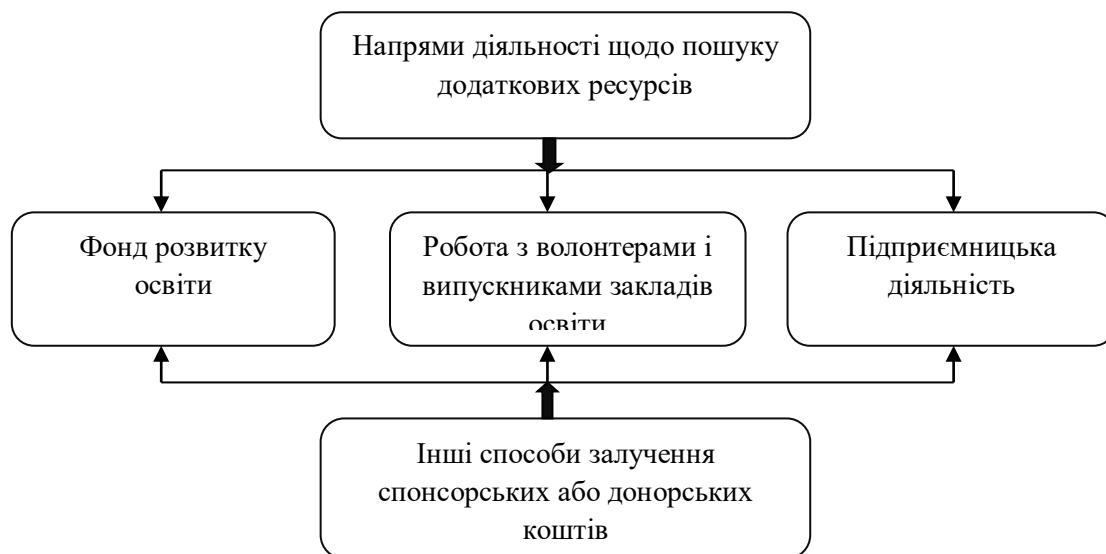 Напрями діяльності щодо пошуку
додаткових ресурсів
Фонд розвитку
освіти
Робота з волонтерами і
випускниками закладів
освіти
Підприємницька
діяльність
Інші способи залучення
спонсорських або донорських
коштів